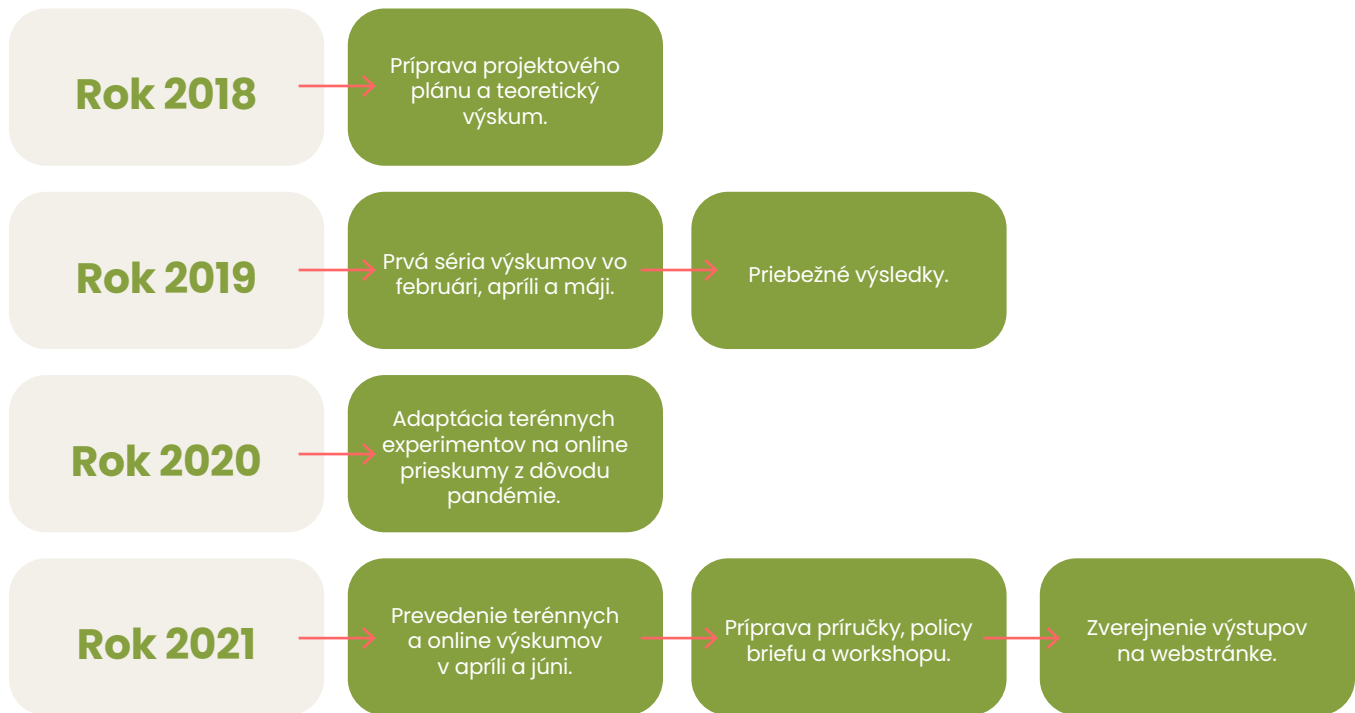 Rok 2018
Príprava projektového
plánu a teoretický
výskum.
Rok 2019
Prvá séria výskumov vo
februári, apríli a máji.
Priebežné výsledky.
Rok 2020
Adaptácia terénnych
experimentov na online
prieskumy z dôvodu
pandémie.
Rok 2021
Prevedenie terénnych
a online výskumov
v apríli a júni.
Príprava príručky, policy
briefu a workshopu.
Zverejnenie výstupov
na webstránke.